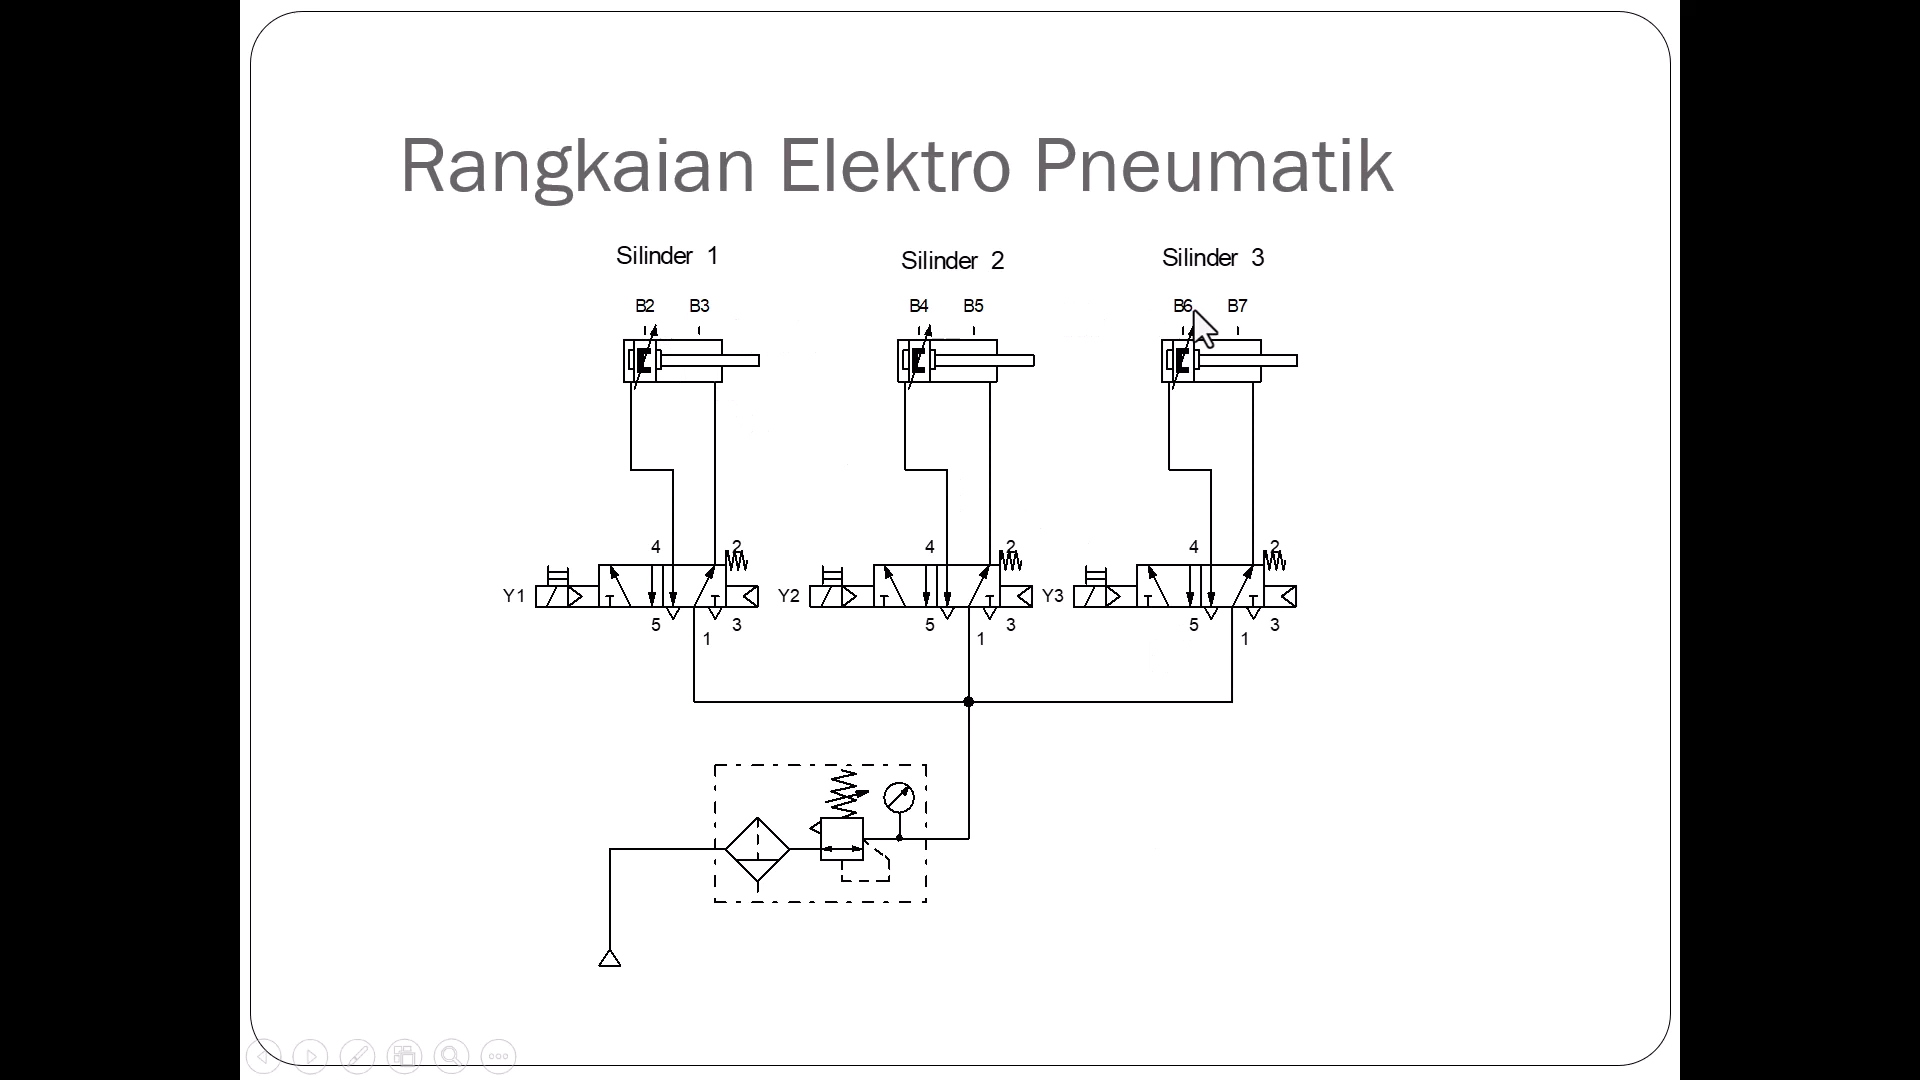 Rangkaian Elektro Pneumatik
Silinder 1
Silinder 2
Silinder 3
B2 B3
B4 B5
B6 B7
4 2
4 2
4 2
Y1
Y2
Y3
5 1 3
5 1 3
5 1 3